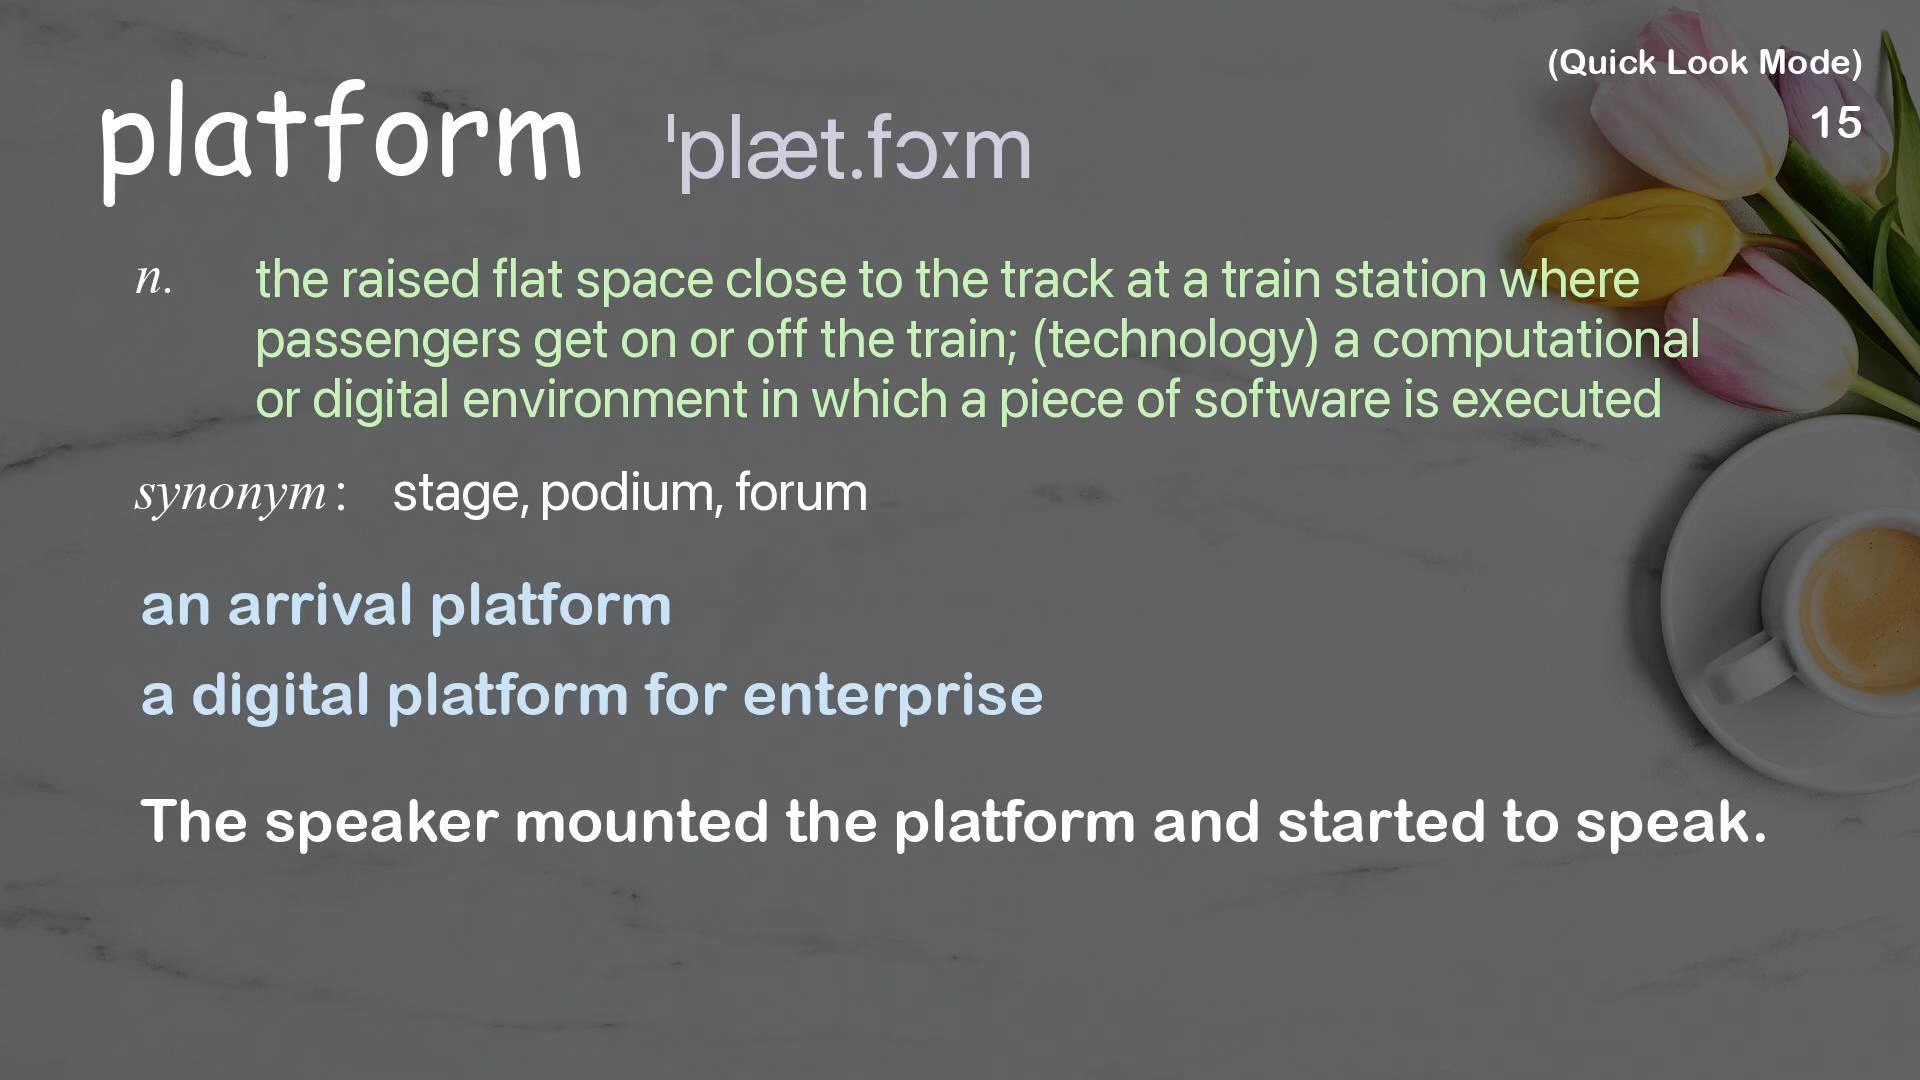 (Quick Look Mode)
15
platform ˈplæt.fɔːm
n. the raised flat space close to the track at a train station where
passengers get on or off the train; (technology) a computational
or digital environment in which a piece of software is executed
synonym: stage, podium, forum
an arrival platform
a digital platform for enterprise
The speaker mounted the platform and started to speak.